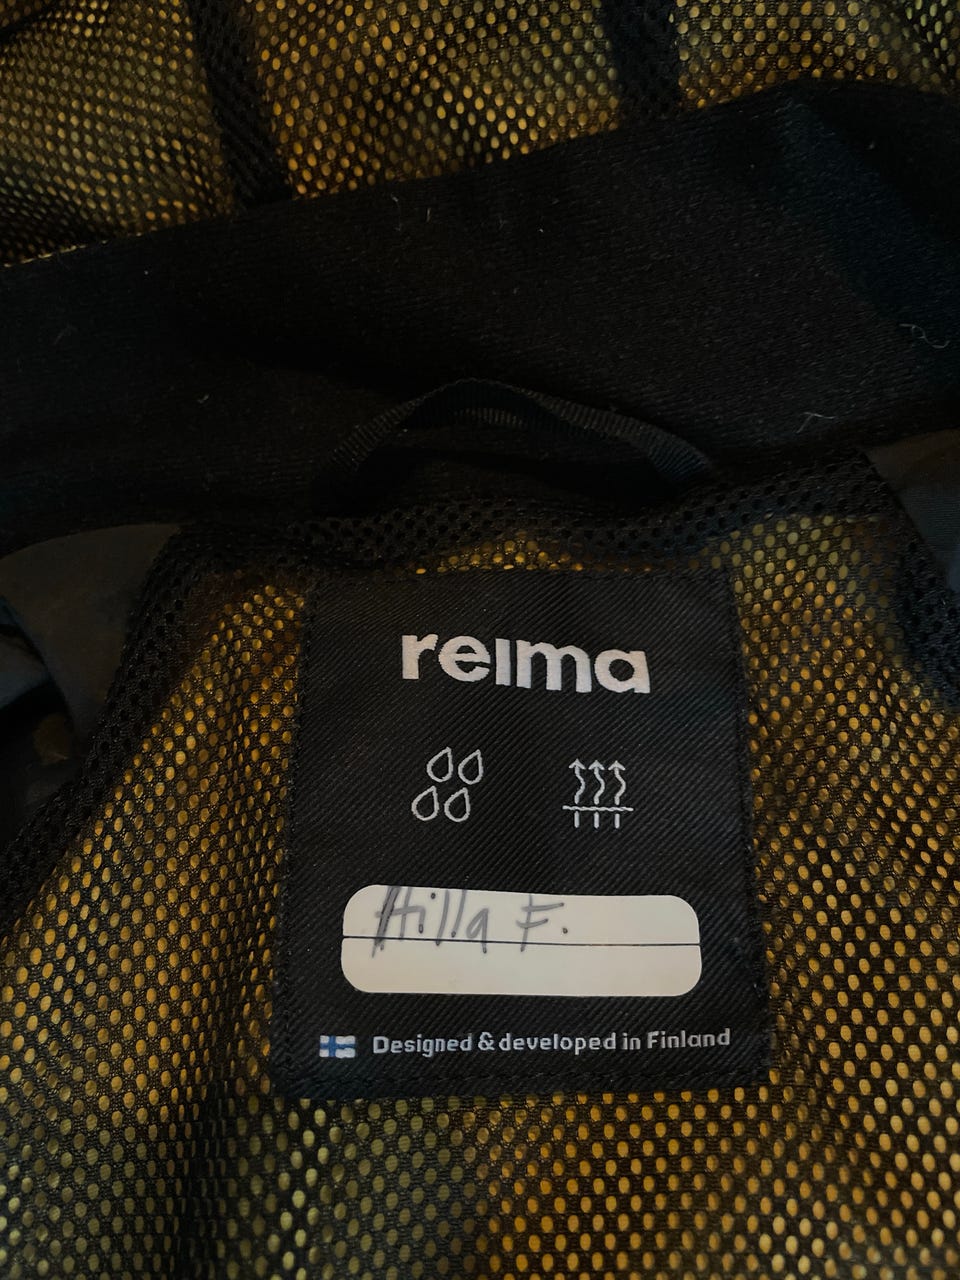 reima
Hilla F.
Designed & developed in Finland